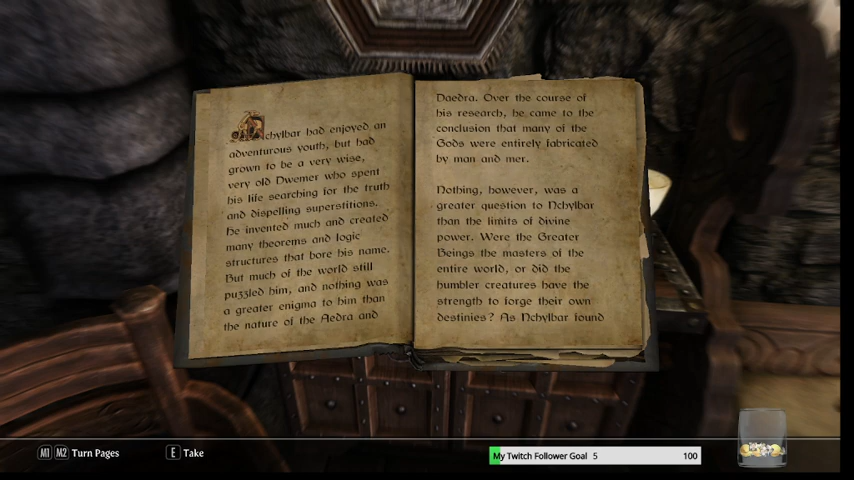 Nchylbar had enjoyed an
adventurous youth, but had
grown to be a very wise,
very old Dwemer who spent
his life searching for the truth
and dispelling superstitions.
He invented much and created
many theorems and logic
structures that bore his name.
But much of the world still
puzzled him, and nothing was
a greater enigma to him than
the nature of the Aedra and
Daedra. Over the course of
his research, he came to the
conclusion that many of the
Gods were entirely fabricated
by man and mer.
Nothing, however, was a
greater question to Nchylbar
than the limits of divine
power. Were the Greater
Beings the masters of the
entire world, or did the
humbler creatures have the
strength to forge their own
destinies? As Nchylbar found
M1 M2 Turn Pages
E Take
My Twitch Follower Goal 5 100